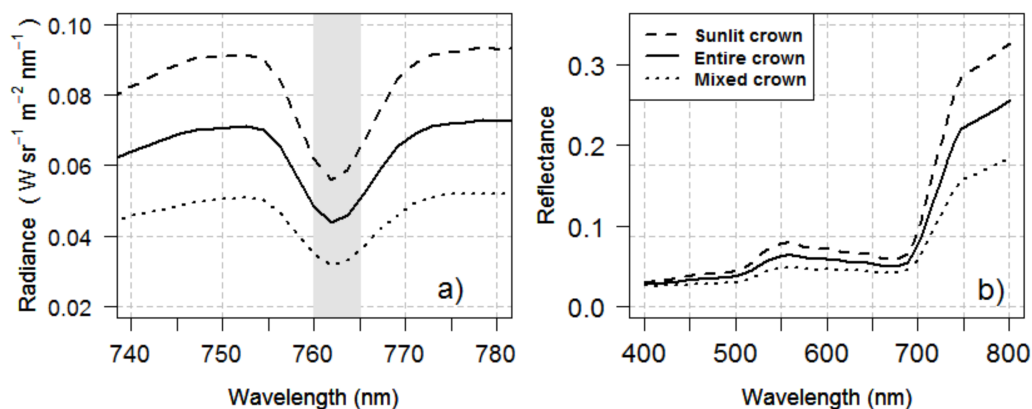 Radiance ( W sr⁻¹ m⁻² nm⁻¹)
0.10
0.08
0.06
0.04
0.02
a)
740 750 760 770 780
Wavelength (nm)
Reflectance
0.3
0.2
0.1
0.0
Sunlit crown
Entire crown
Mixed crown
b)
400 500 600 700 800
Wavelength (nm)